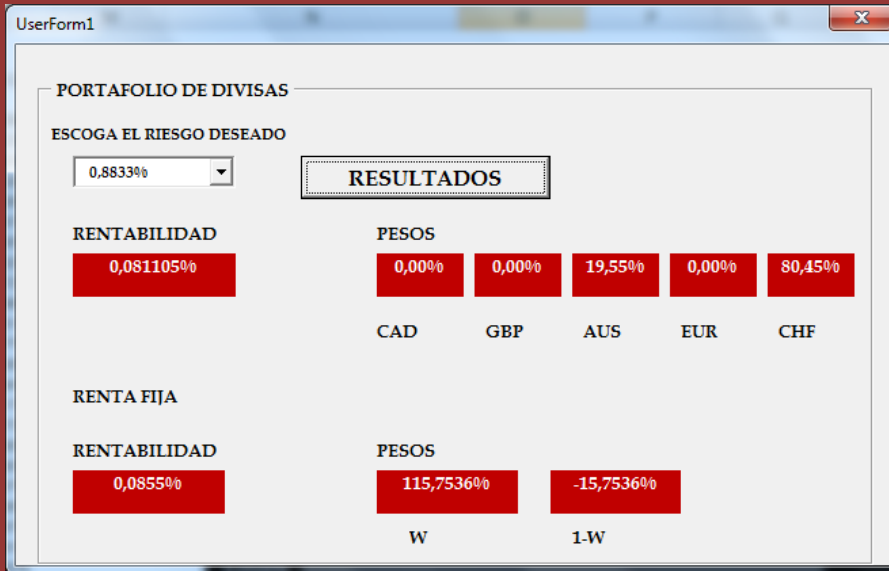 UserForm1
PORTAFOLIO DE DIVISAS
ESCOGA EL RIESGO DESEADO
0,8833%
RESULTADOS
RENTABILIDAD PESOS
0,081105% 0,00% 0,00% 19,55% 0,00% 80,45%
CAD GBP AUS EUR CHF
RENTA FIJA
RENTABILIDAD PESOS
0,0855% 115,7536% -15,7536%
W 1-W